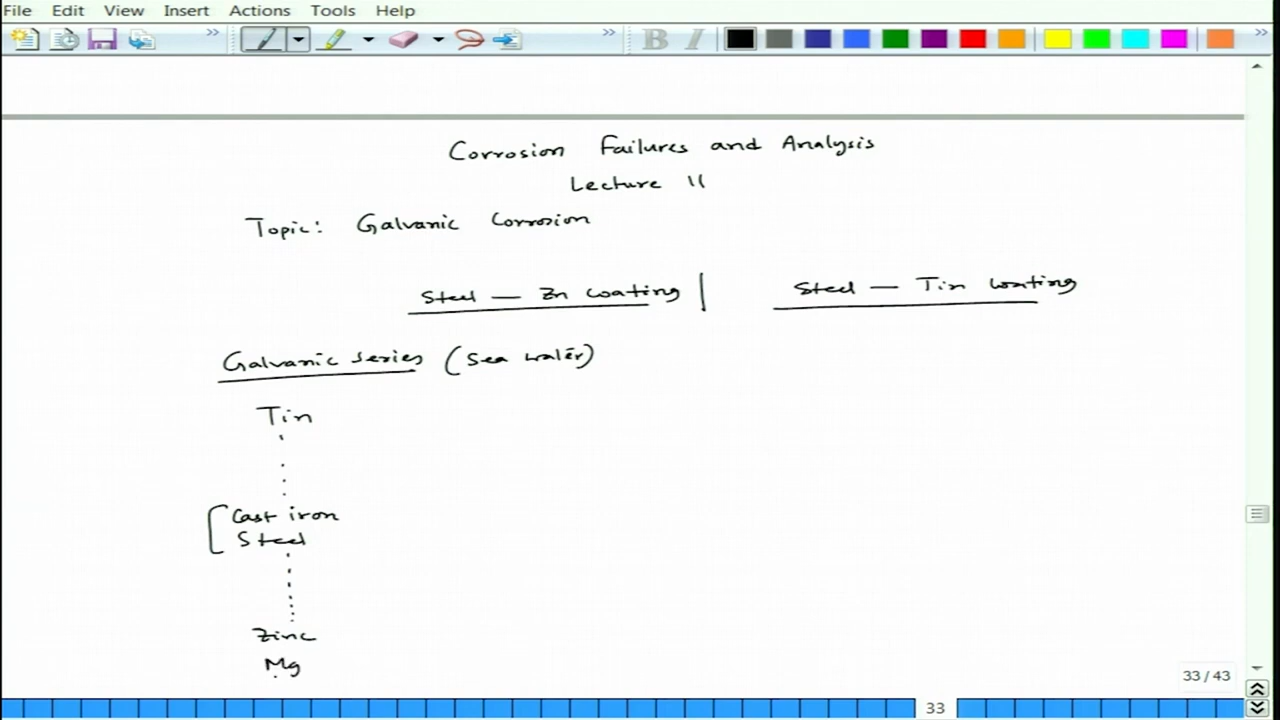 File Edit View Insert Actions Tools Help
B I
Corrosion Failures and Analysis
Lecture 11
Topic: Galvanic Corrosion
Steel — Zn coating | Steel — Tin coating
Galvanic series (Sea water)
Tin
Cast iron
Steel
Zinc
Mg
33 / 43
33